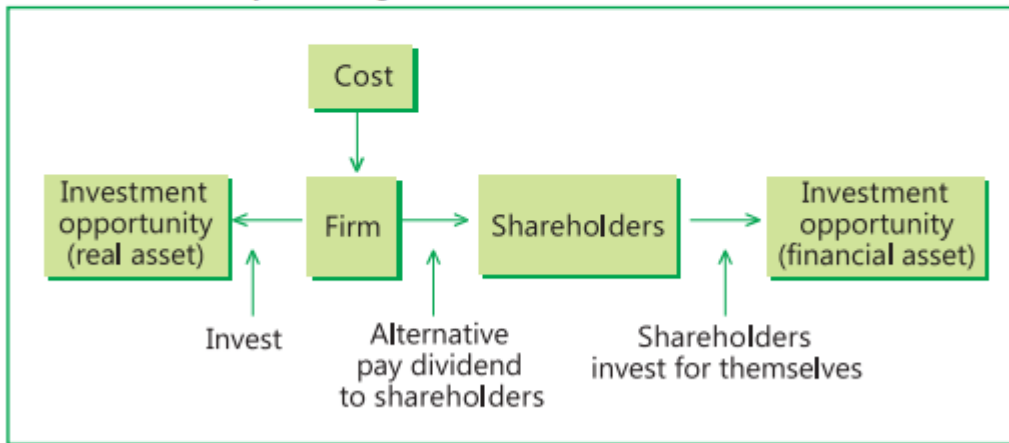 Cost
Investment
opportunity
(real asset)
Firm
Shareholders
Investment
opportunity
(financial asset)
Invest
Alternative
pay dividend
to shareholders
Shareholders
invest for themselves